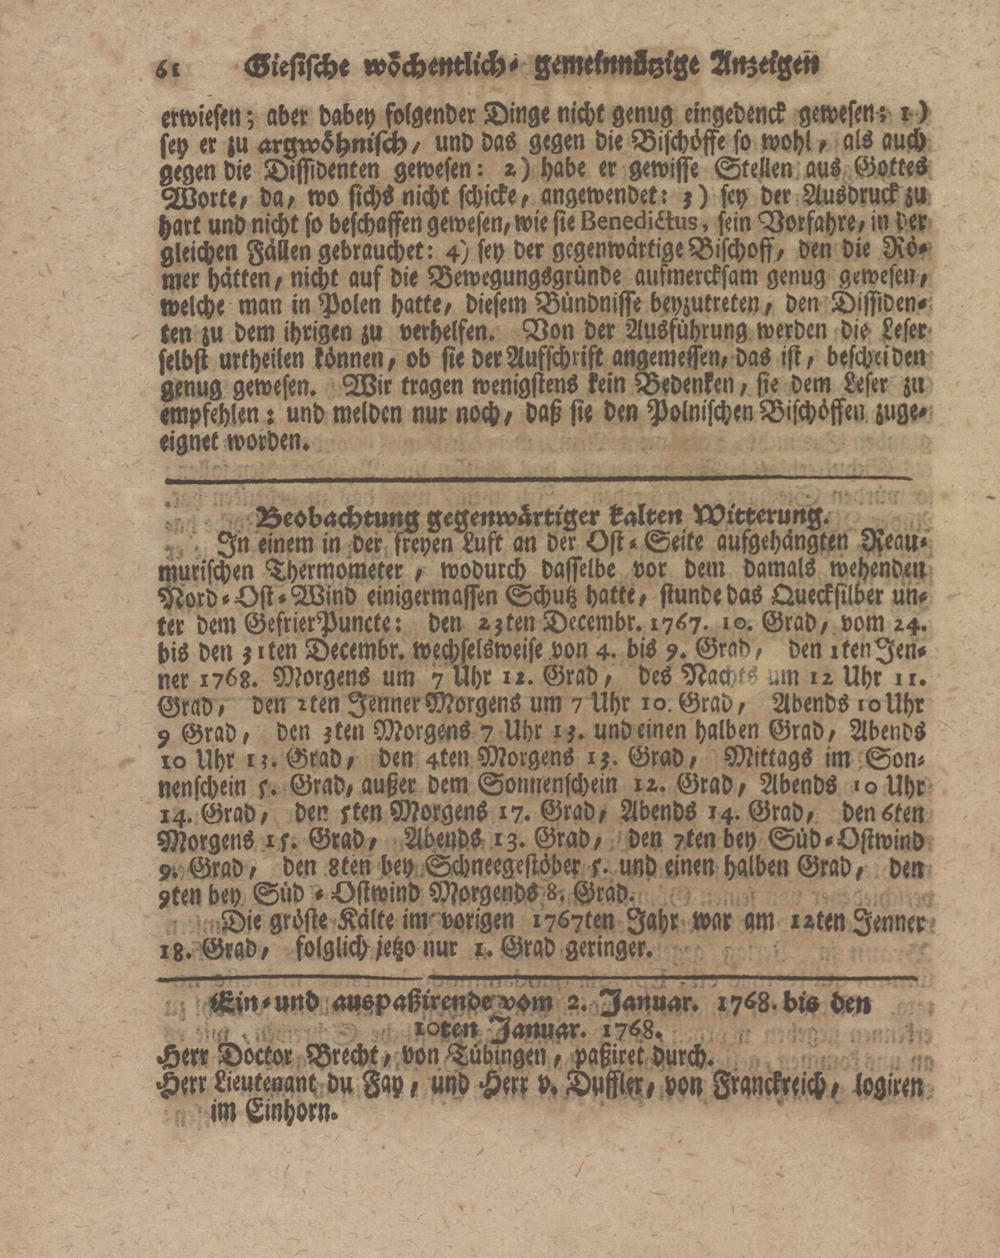 61 Giesische wöchentlich- gemeinnützige Anzeigen
erwiesen; aber dabey folgender Dinge nicht genug eingedenck gewesen: 1)
sey er zu argwöhnisch, und das gegen die Bischöffe so wohl, als auch
gegen die Dissidenten gewesen: 2) habe er gewisse Stellen aus Gottes
Worte, da, wo sichs nicht schicke, angewendet: 3) sey der Ausdruck zu
hart und nicht so beschaffen gewesen, wie sie Benedictus, sein Vorfahre, in der
gleichen Fällen gebrauchet: 4) sey der gegenwärtige Bischoff, den die Rö-
mer hätten, nicht auf die Bewegungsgründe aufmercksam genug gewesen,
welche man in Polen hatte, diesem Bündnisse beyzutreten, den Dissiden-
ten zu dem ihrigen zu verhelfen. Von der Ausführung werden die Leser
selbst urtheilen können, ob sie der Aufschrift angemessen, das ist, bescheiden
genug gewesen. Wir tragen wenigstens kein Bedenken, sie dem Leser zu
empfehlen: und melden nur noch, daß sie den Polnischen Bischöffen zuge-
eignet worden.
Beobachtung gegenwärtiger kalten Witterung.
In einem in der freyen Luft an der Ost-Seite aufgehängten Reau-
murischen Thermometer, wodurch dasselbe vor dem damals wehenden
Nord-Ost-Wind einigermassen Schutz hatte, stunde das Quecksilber un-
ter dem GefrierPuncte: den 23ten Decembr. 1767. 10. Grad, vom 24.
bis den 31ten Decembr. wechselsweise von 4. bis 9. Grad, den 1ten Jen-
ner 1768. Morgens um 7 Uhr 12. Grad, des Nachts um 12 Uhr 11.
Grad, den 2ten Jenner Morgens um 7 Uhr 10. Grad, Abends 10 Uhr
9 Grad, den 3ten Morgens 7 Uhr 13. und einen halben Grad, Abends
10 Uhr 13. Grad, den 4ten Morgens 13. Grad, Mittags im Son-
nenschein 5. Grad, außer dem Sonnenschein 12. Grad, Abends 10 Uhr
14. Grad, den 5ten Morgens 17. Grad, Abends 14. Grad, den 6ten
Morgens 15. Grad, Abends 13. Grad, den 7ten bey Süd-Ostwind
9. Grad, den 8ten bey Schneegestöber 5. und einen halben Grad, den
9ten bey Süd-Ostwind Morgends 8. Grad.
Die gröste Kälte im vorigen 1767ten Jahr war am 12ten Jenner
18. Grad, folglich jetzo nur 1. Grad geringer.
Ein- und auspaßirende vom 2. Januar. 1768. bis den
10ten Januar. 1768.
Herr Doctor Brecht, von Tübingen, paßiret durch.
Herr Lieutenant du Fay, und Herr v. Duffler, von Franckreich, logiren
im Einhorn.